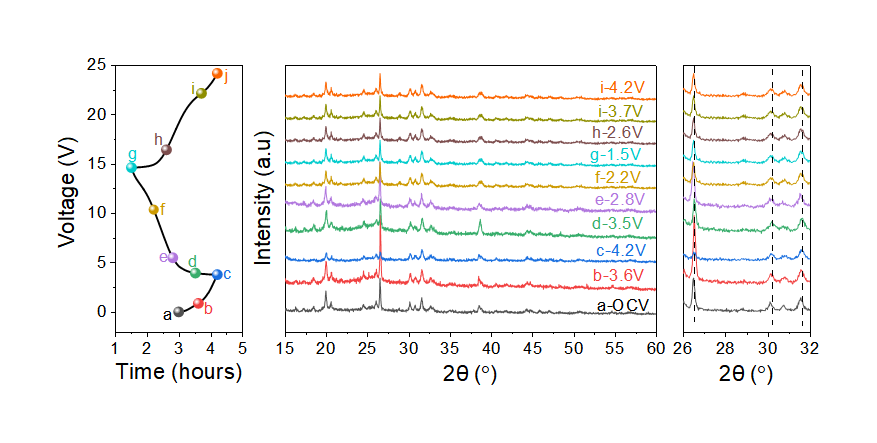 Voltage (V)
25
20
15
10
5
0
j
i
h
g
f
e
d
c
b
a
1 2 3 4 5
Time (hours)
Intensity (a.u)
i-4.2V
i-3.7V
h-2.6V
g-1.5V
f-2.2V
e-2.8V
d-3.5V
c-4.2V
b-3.6V
a-OCV
15 20 25 30 35 40 45 50 55 60
2θ (°)
26 28 30 32
2θ (°)